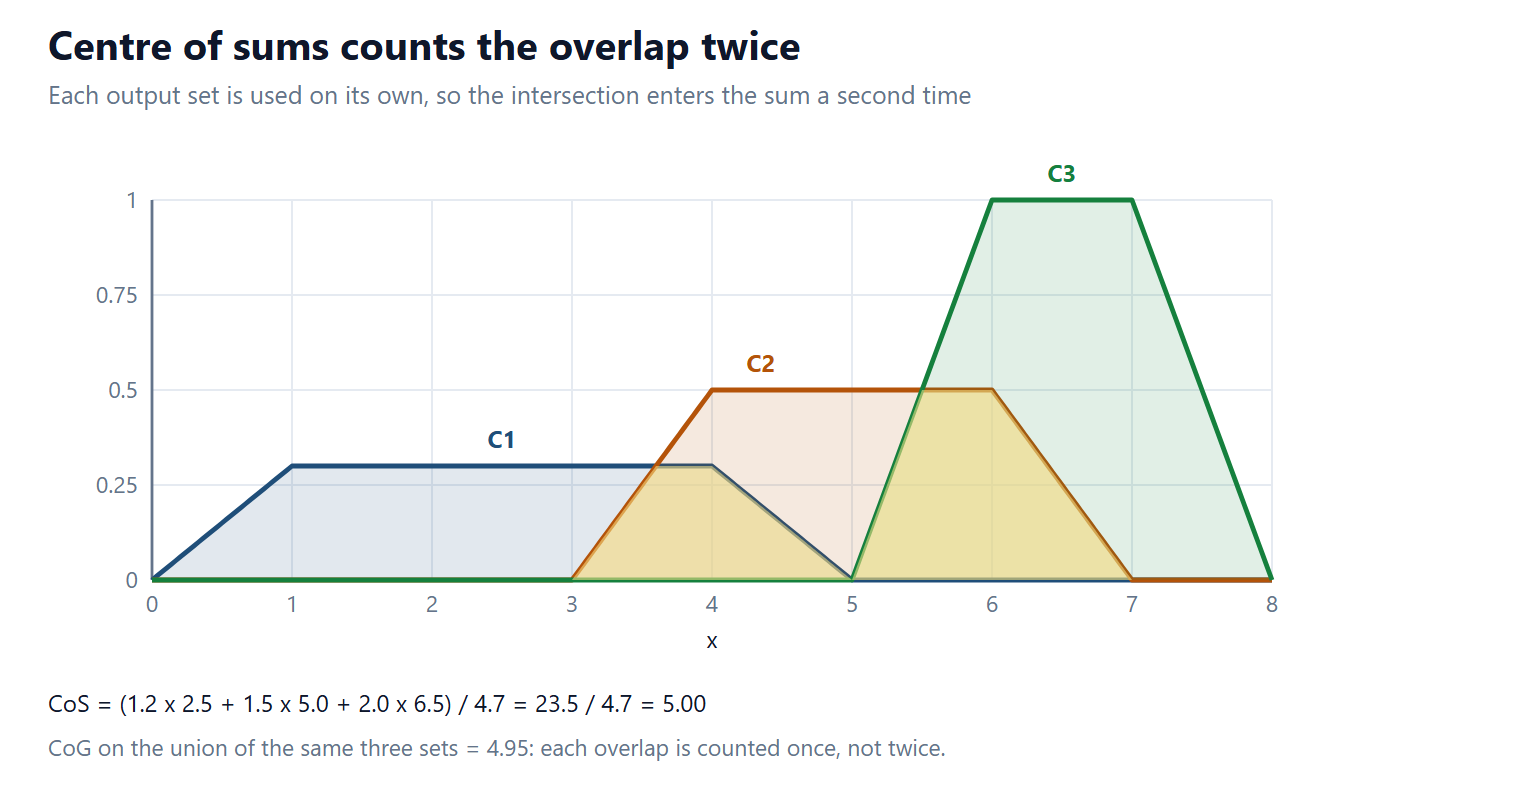 Centre of sums counts the overlap twice
Each output set is used on its own, so the intersection enters the sum a second time
C3
1
0.75
C2
0.5
C1
0.25
0
0 1 2 3 4 5 6 7 8
x
CoS = (1.2 x 2.5 + 1.5 x 5.0 + 2.0 x 6.5) / 4.7 = 23.5 / 4.7 = 5.00
CoG on the union of the same three sets = 4.95: each overlap is counted once, not twice.